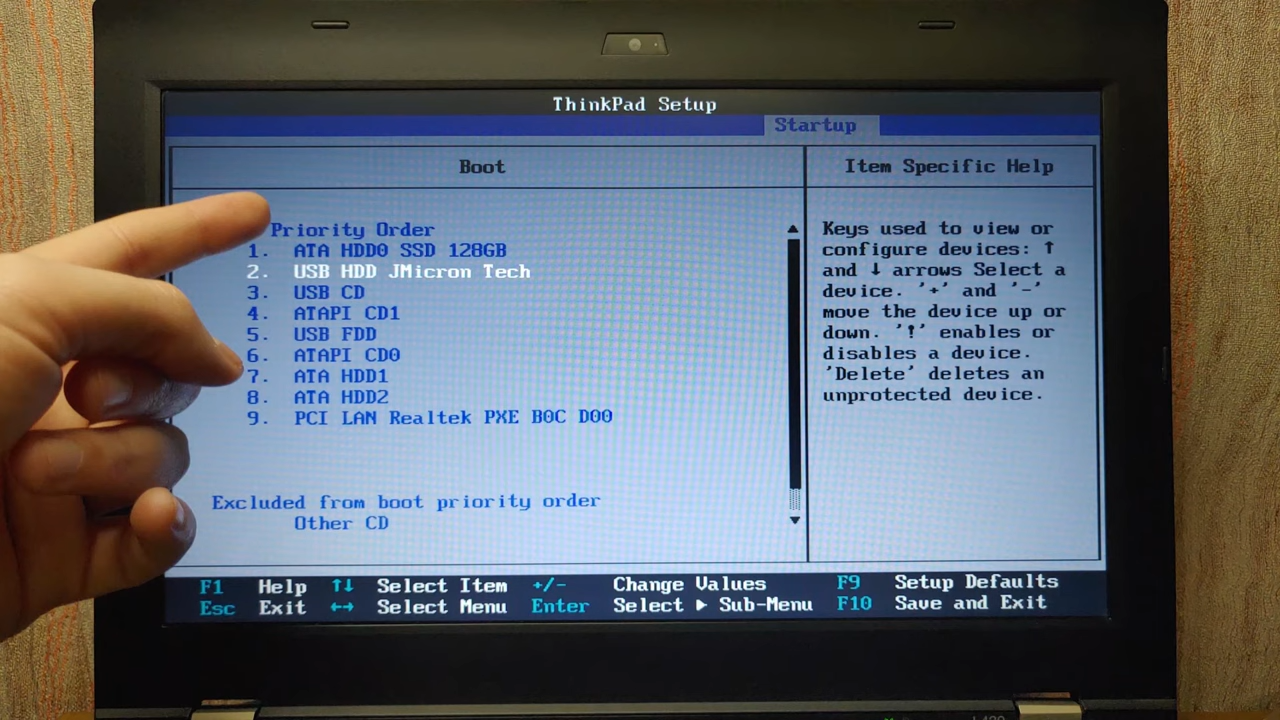 ThinkPad Setup
Startup
Boot
Item Specific Help
Priority Order
1. ATA HDD0 SSD 128GB
2. USB HDD JMicron Tech
3. USB CD
4. ATAPI CD1
5. USB FDD
6. ATAPI CD0
7. ATA HDD1
8. ATA HDD2
9. PCI LAN Realtek PXE B0C D00
Excluded from boot priority order
Other CD
Keys used to view or
configure devices: ↑
and ↓ arrows Select a
device. '+' and '-'
move the device up or
down. '!' enables or
disables a device.
'Delete' deletes an
unprotected device.
F1 Help ↑↓ Select Item +/- Change Values F9 Setup Defaults
Esc Exit ←→ Select Menu Enter Select ▶ Sub-Menu F10 Save and Exit